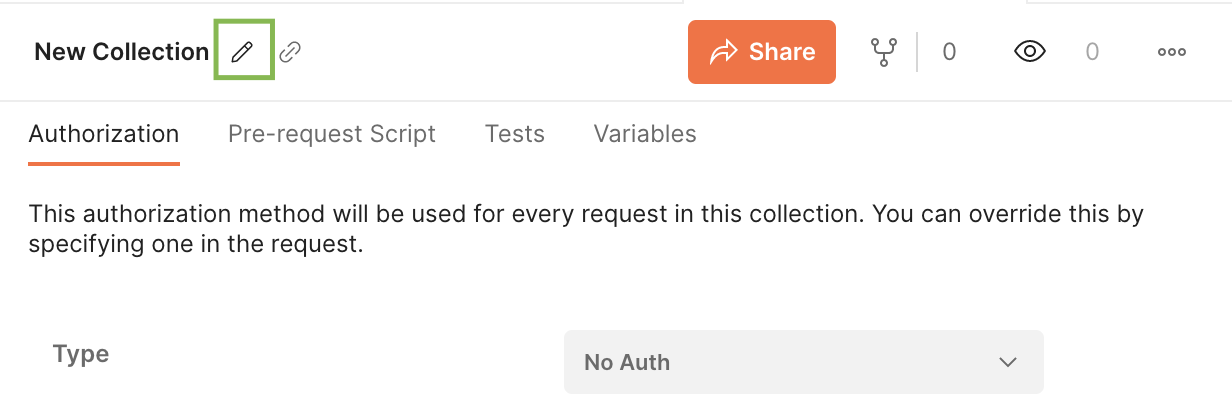 New Collection Share 0 0
Authorization Pre-request Script Tests Variables
This authorization method will be used for every request in this collection. You can override this by
specifying one in the request.
Type No Auth